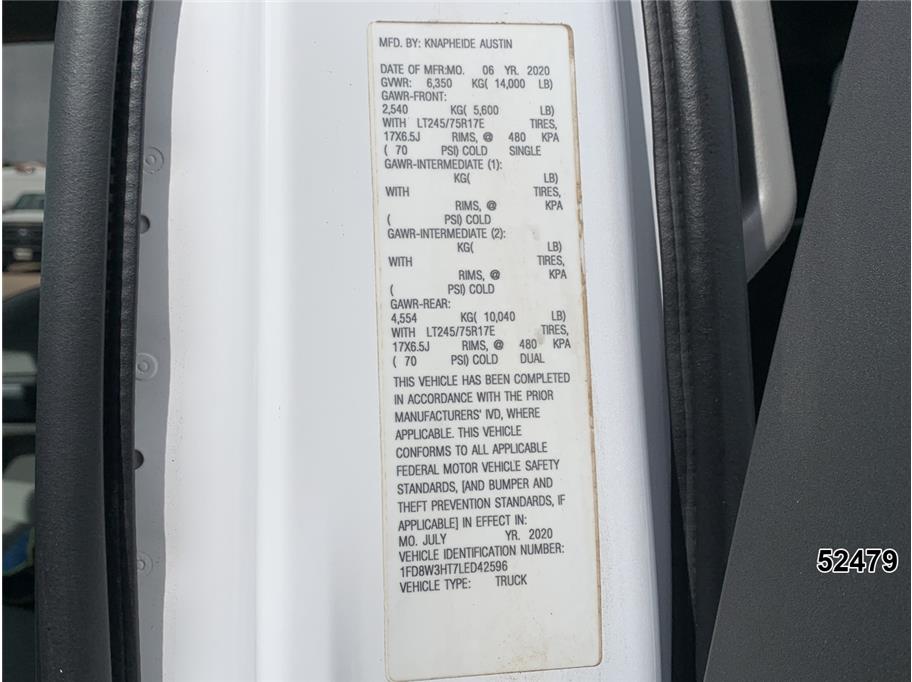 MFD. BY: KNAPHEIDE AUSTIN
DATE OF MFR:MO. 06 YR. 2020
GVWR: 6,350 KG( 14,000 LB)
GAWR-FRONT:
2,540 KG( 5,600 LB)
WITH LT245/75R17E TIRES,
17X6.5J RIMS, @ 480 KPA
( 70 PSI) COLD SINGLE
GAWR-INTERMEDIATE (1):
KG( LB)
WITH TIRES,
RIMS, @ KPA
( PSI) COLD
GAWR-INTERMEDIATE (2):
KG( LB)
WITH TIRES,
RIMS, @ KPA
( PSI) COLD
GAWR-REAR:
4,554 KG( 10,040 LB)
WITH LT245/75R17E TIRES,
17X6.5J RIMS, @ 480 KPA
( 70 PSI) COLD DUAL
THIS VEHICLE HAS BEEN COMPLETED
IN ACCORDANCE WITH THE PRIOR
MANUFACTURERS' IVD, WHERE
APPLICABLE. THIS VEHICLE
CONFORMS TO ALL APPLICABLE
FEDERAL MOTOR VEHICLE SAFETY
STANDARDS, [AND BUMPER AND
THEFT PREVENTION STANDARDS, IF
APPLICABLE] IN EFFECT IN:
MO. JULY YR. 2020
VEHICLE IDENTIFICATION NUMBER:
1FD8W3HT7LED42596
VEHICLE TYPE: TRUCK
52479